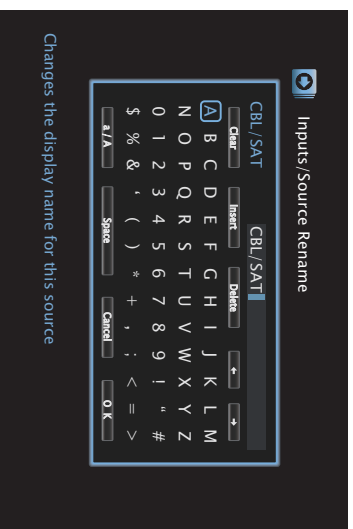 Inputs/Source Rename
CBL/SAT CBL/SAT
Clear Insert Delete ← →
A B C D E F G H I J K L M
N O P Q R S T U V W X Y Z
0 1 2 3 4 5 6 7 8 9 ! “ #
$ % & ‘ ( ) * + , ; < = >
a / A Space Cancel O K
Changes the display name for this source